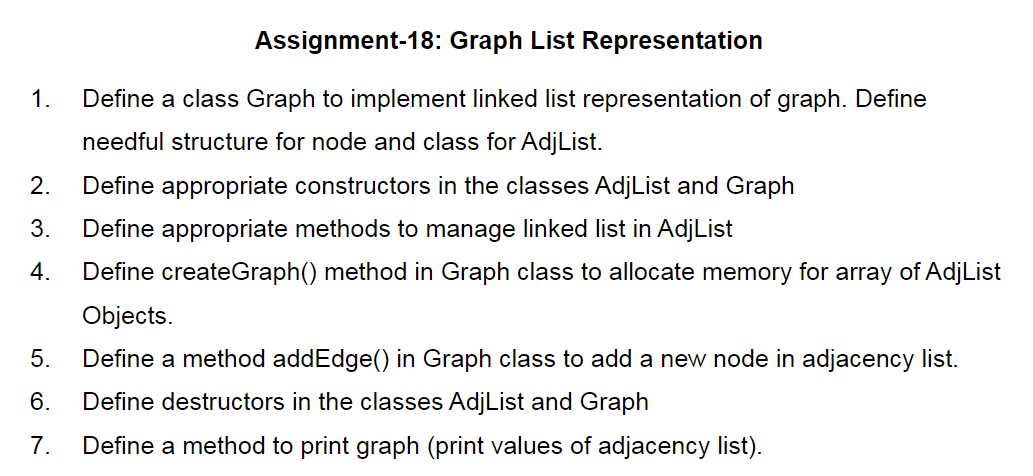 Assignment-18: Graph List Representation
1. Define a class Graph to implement linked list representation of graph. Define
needful structure for node and class for AdjList.
2. Define appropriate constructors in the classes AdjList and Graph
3. Define appropriate methods to manage linked list in AdjList
4. Define createGraph() method in Graph class to allocate memory for array of AdjList
Objects.
5. Define a method addEdge() in Graph class to add a new node in adjacency list.
6. Define destructors in the classes AdjList and Graph
7. Define a method to print graph (print values of adjacency list).